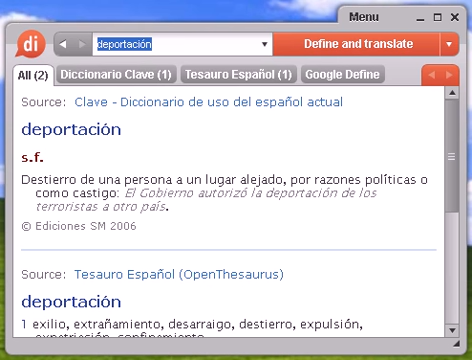 Menu
di
deportación
Define and translate
All (2)
Diccionario Clave (1)
Tesauro Español (1)
Google Define
Source: Clave - Diccionario de uso del español actual
deportación
s.f.
Destierro de una persona a un lugar alejado, por razones políticas o
como castigo: El Gobierno autorizó la deportación de los
terroristas a otro país.
© Ediciones SM 2006
Source: Tesauro Español (OpenThesaurus)
deportación
1 exilio, extrañamiento, desarraigo, destierro, expulsión,
expatriación, confinamiento